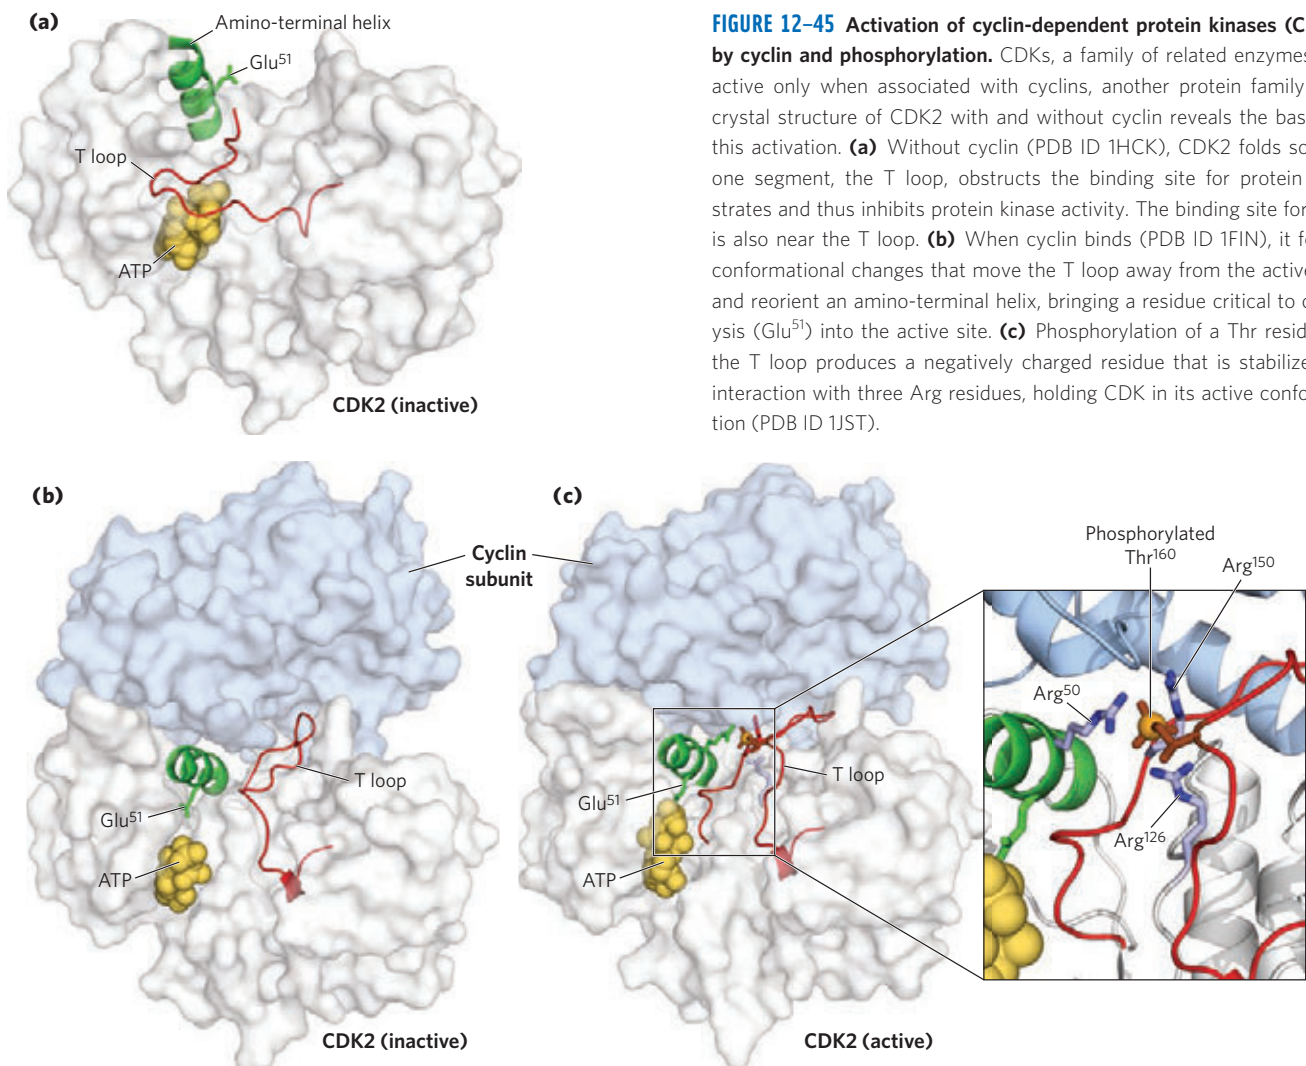 (a)
Amino-terminal helix
Glu51
T loop
ATP
CDK2 (inactive)
FIGURE 12–45 Activation of cyclin-dependent protein kinases (C
by cyclin and phosphorylation. CDKs, a family of related enzymes
active only when associated with cyclins, another protein family
crystal structure of CDK2 with and without cyclin reveals the bas
this activation. (a) Without cyclin (PDB ID 1HCK), CDK2 folds so
one segment, the T loop, obstructs the binding site for protein
strates and thus inhibits protein kinase activity. The binding site for
is also near the T loop. (b) When cyclin binds (PDB ID 1FIN), it f
conformational changes that move the T loop away from the active
and reorient an amino-terminal helix, bringing a residue critical to c
ysis (Glu51) into the active site. (c) Phosphorylation of a Thr resid
the T loop produces a negatively charged residue that is stabilize
interaction with three Arg residues, holding CDK in its active confo
tion (PDB ID 1JST).
(b)
Cyclin
subunit
Glu51
T loop
ATP
CDK2 (inactive)
(c)
Glu51
T loop
ATP
CDK2 (active)
Phosphorylated
Thr160
Arg150
Arg50
Arg126